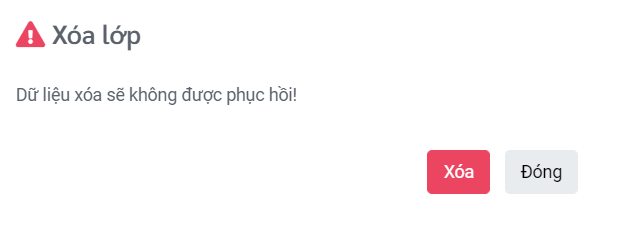 Xóa lớp
Dữ liệu xóa sẽ không được phục hồi!
Xóa Đóng